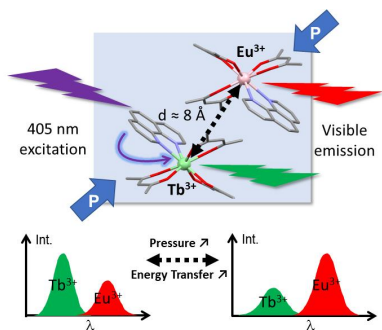 P
Eu3+
405 nm
excitation
d ≈ 8 Å
Visible
emission
P
Tb3+
Int.
Tb3+
Eu3+
λ
Pressure ↗
Energy Transfer ↗
Int.
Tb3+
Eu3+
λ